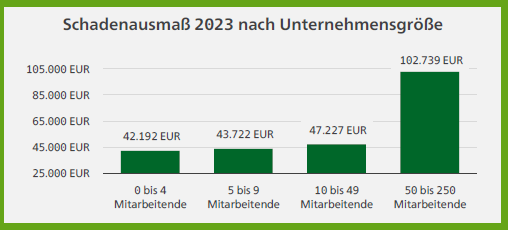 Schadenausmaß 2023 nach Unternehmensgröße
102.739 EUR
105.000 EUR
85.000 EUR
65.000 EUR
47.227 EUR
42.192 EUR
43.722 EUR
45.000 EUR
25.000 EUR
0 bis 4 5 bis 9 10 bis 49 50 bis 250
Mitarbeitende Mitarbeitende Mitarbeitende Mitarbeitende